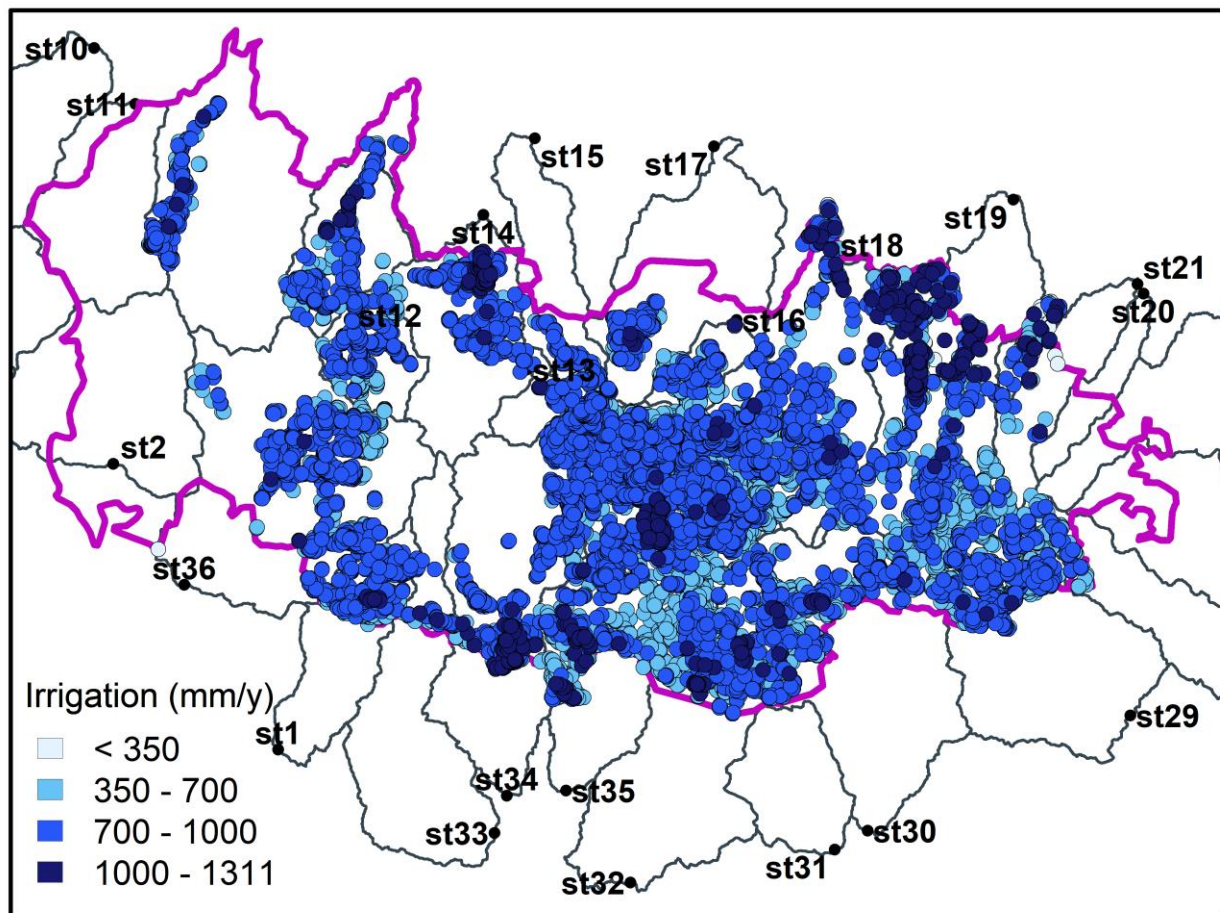 st10
st11
st15
st17
st14
st18
st19
st21
st20
st12
st16
st13
st2
st36
Irrigation (mm/y)
< 350
350 - 700
700 - 1000
1000 - 1311
st1
st34
st35
st33
st32
st31
st30
st29